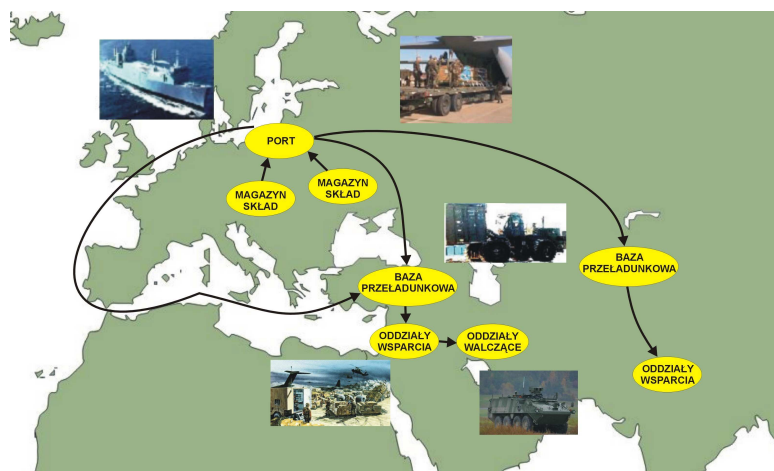 PORT
MAGAZYN
SKŁAD
MAGAZYN
SKŁAD
BAZA
PRZEŁADUNKOWA
BAZA
PRZEŁADUNKOWA
ODDZIAŁY
WSPARCIA
ODDZIAŁY
WALCZĄCE
ODDZIAŁY
WSPARCIA